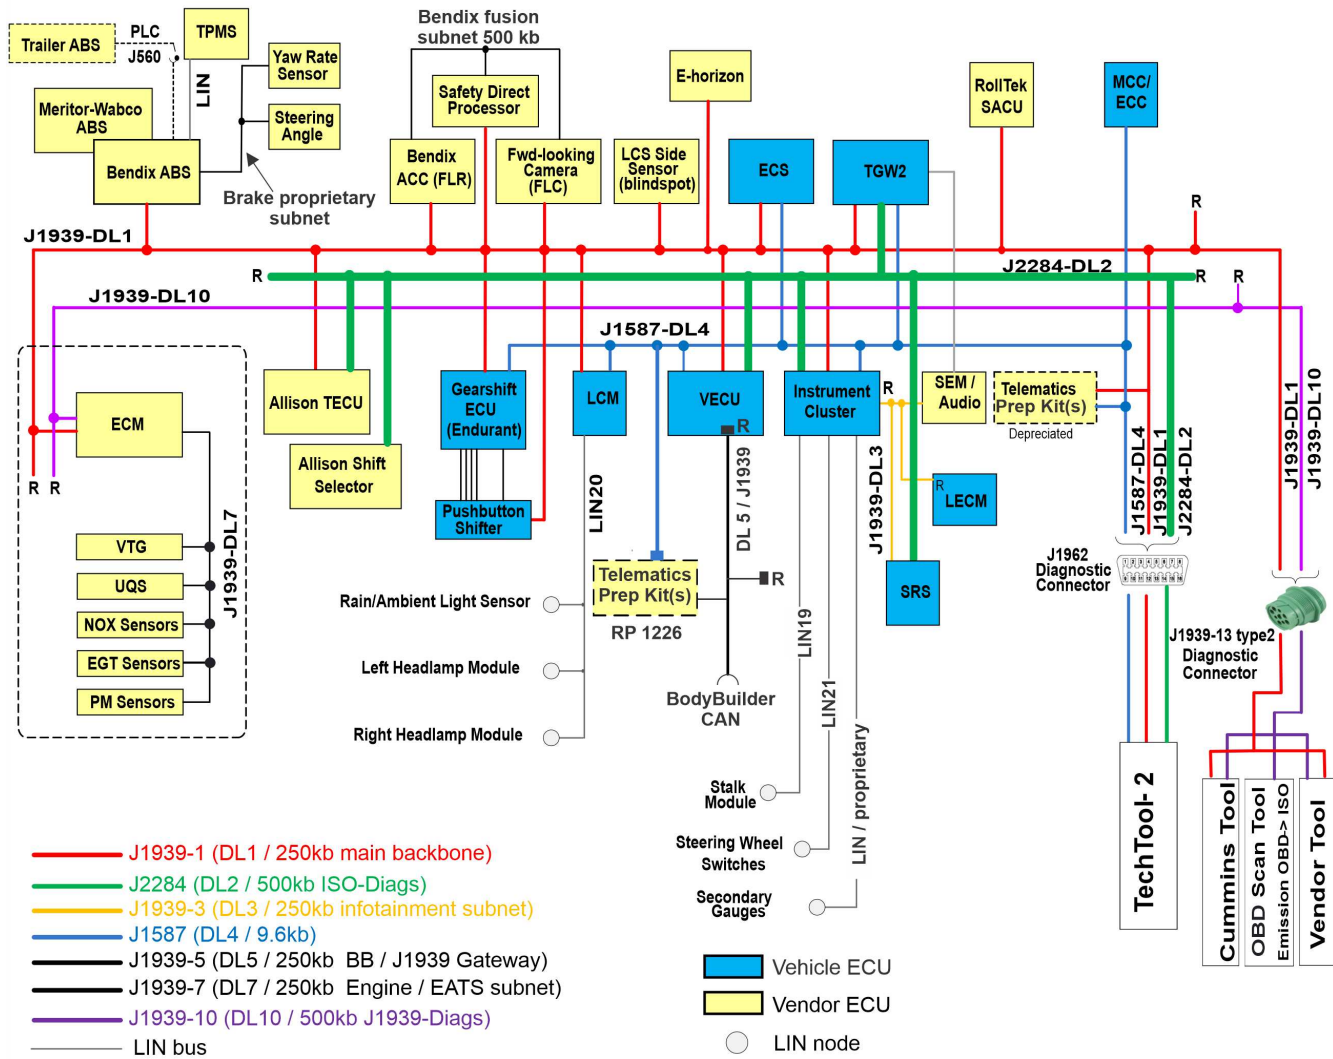 Trailer ABS
PLC
J560
TPMS
LIN
Yaw Rate
Sensor
Steering
Angle
Meritor-Wabco
ABS
Bendix ABS
Brake proprietary
subnet
Bendix fusion
subnet 500 kb
Safety Direct
Processor
Bendix
ACC (FLR)
Fwd-looking
Camera
(FLC)
LCS Side
Sensor
(blindspot)
E-horizon
ECS
TGW2
RollTek
SACU
MCC/
ECC
R
J1939-DL1
R
J2284-DL2
R
R
J1939-DL10
J1587-DL4
ECM
R
R
J1939-DL7
VTG
UQS
NOX Sensors
EGT Sensors
PM Sensors
Allison TECU
Allison Shift
Selector
Gearshift
ECU
(Endurant)
Pushbutton
Shifter
LCM
LIN20
VECU
R
DL 5 / J1939
R
Instrument
Cluster
R
SEM /
Audio
J1939-DL3
R
LECM
SRS
Telematics
Prep Kit(s)
Depreciated
Telematics
Prep Kit(s)
RP 1226
BodyBuilder
CAN
Rain/Ambient Light Sensor
Left Headlamp Module
Right Headlamp Module
LIN19
LIN21
LIN / proprietary
Stalk
Module
Steering Wheel
Switches
Secondary
Gauges
J1587-DL4
J1939-DL1
J2284-DL2
J1962
Diagnostic
Connector
J1939-DL1
J1939-DL10
J1939-13 type2
Diagnostic
Connector
TechTool- 2
Cummins Tool
OBD Scan Tool
Emission OBD-> ISO
Vendor Tool
J1939-1 (DL1 / 250kb main backbone)
J2284 (DL2 / 500kb ISO-Diags)
J1939-3 (DL3 / 250kb infotainment subnet)
J1587 (DL4 / 9.6kb)
J1939-5 (DL5 / 250kb BB / J1939 Gateway)
J1939-7 (DL7 / 250kb Engine / EATS subnet)
J1939-10 (DL10 / 500kb J1939-Diags)
LIN bus
Vehicle ECU
Vendor ECU
LIN node